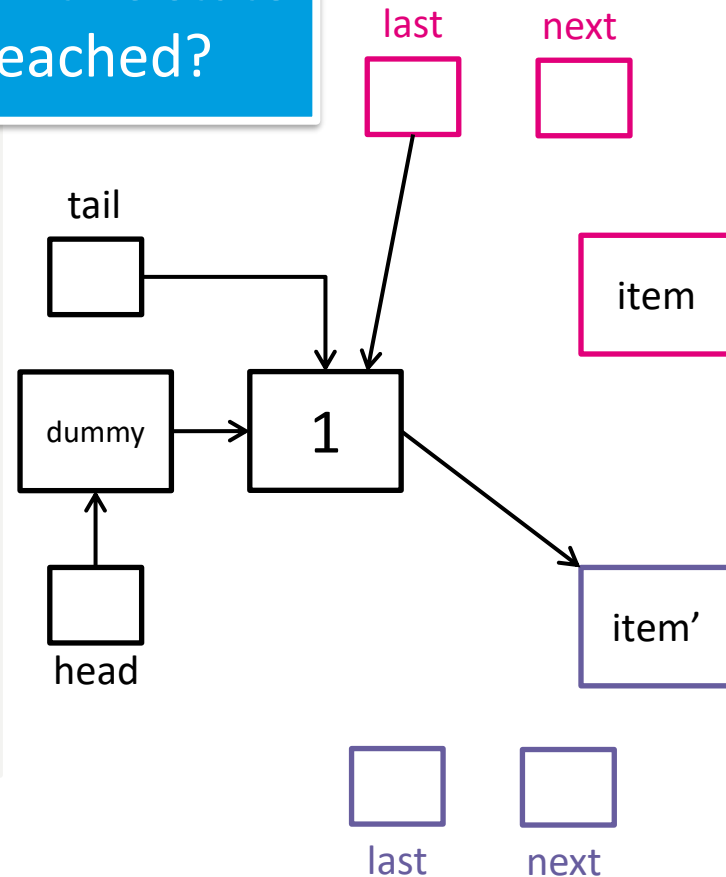 eached?
last
next
tail
item
dummy
1
item’
head
last
next